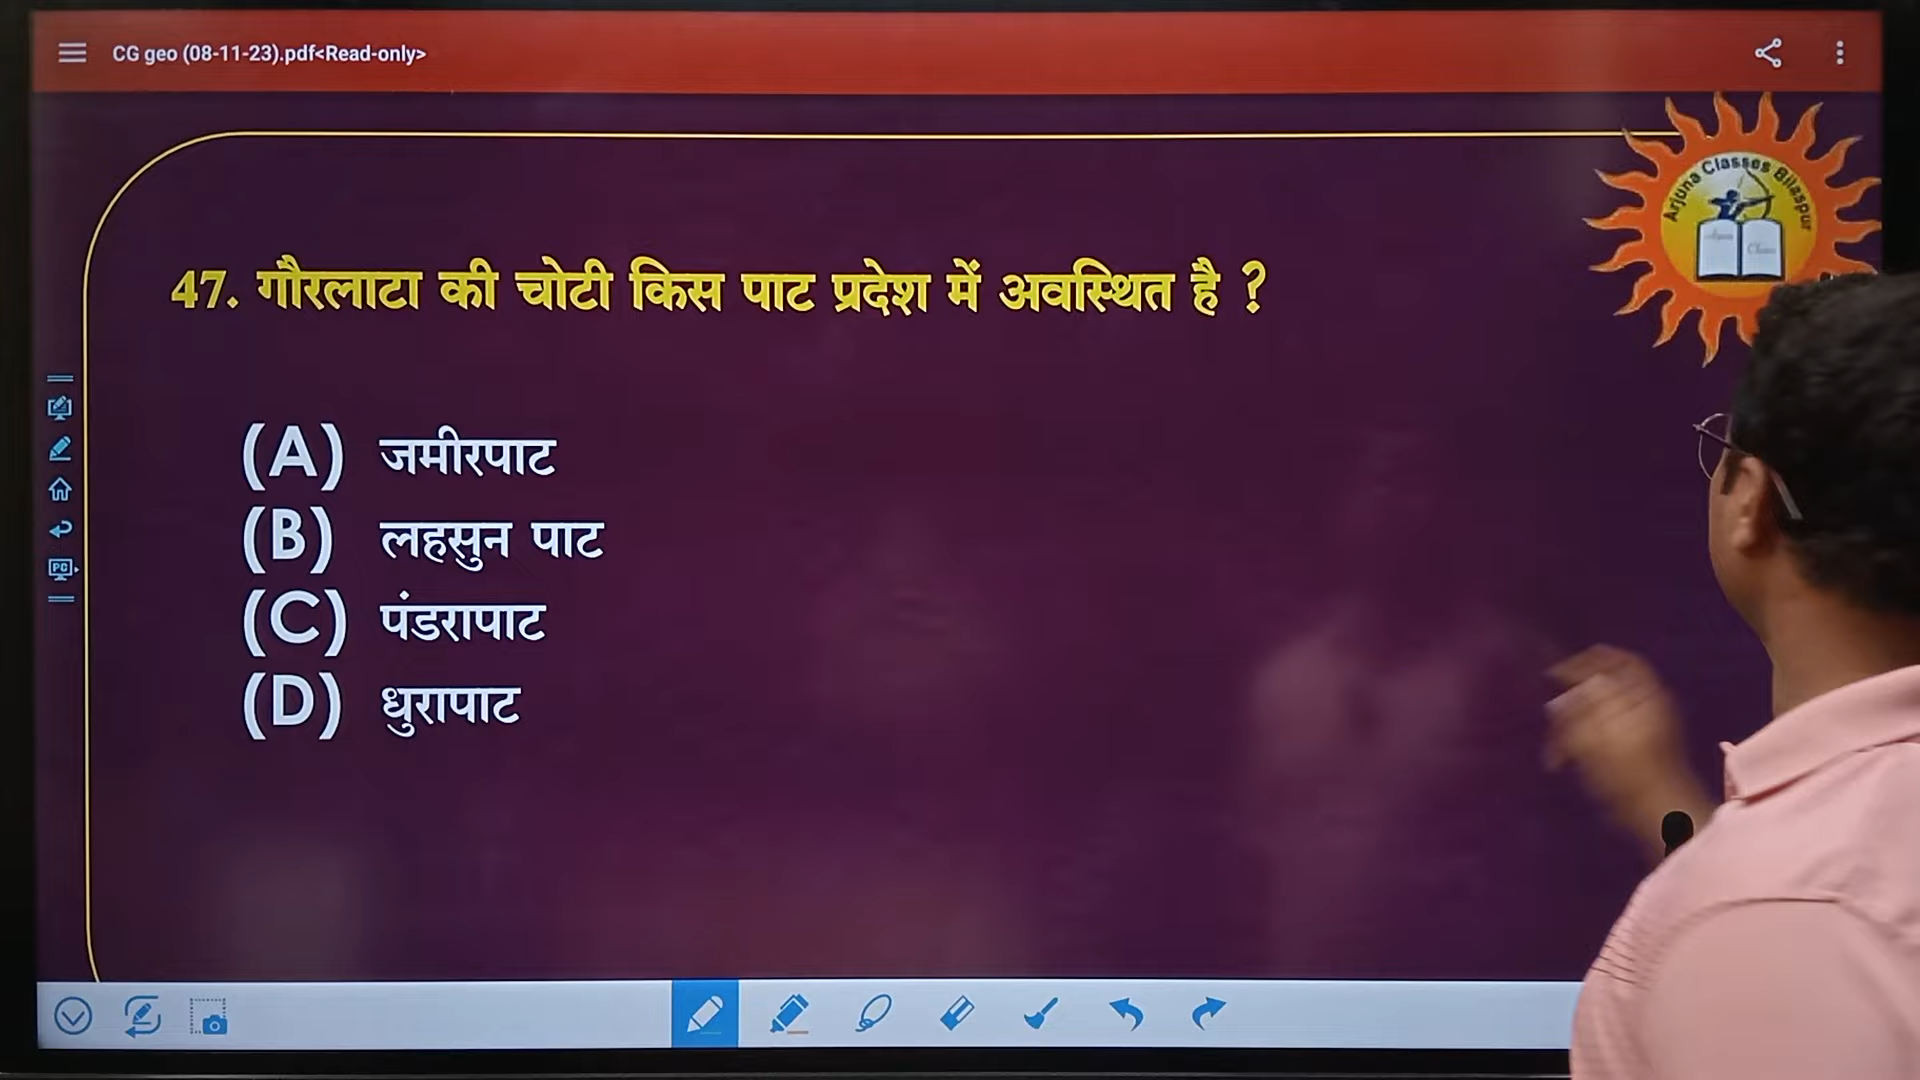 CG geo (08-11-23).pdf<Read-only>
Arjuna Classes Bilaspur
47. गौरलाटा की चोटी किस पाट प्रदेश में अवस्थित है ?
(A) जमीरपाट
(B) लहसुन पाट
(C) पंडरापाट
(D) धुरापाट
PC